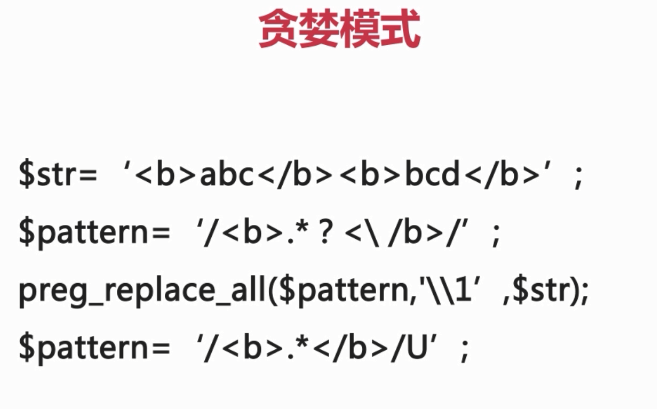 贪婪模式
$str= ‘<b>abc</b><b>bcd</b>’ ;
$pattern= ‘/<b>.* ? <\ /b>/’ ;
preg_replace_all($pattern,'\\1’ ,$str);
$pattern= ‘/<b>.*</b>/U’ ;